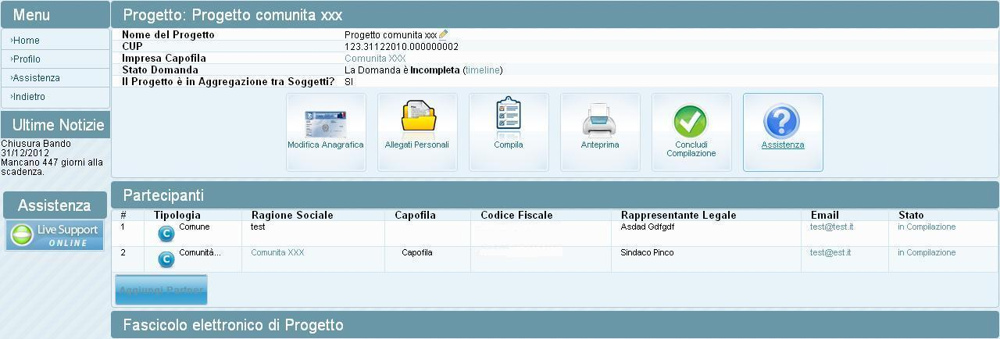 Menu
›Home
›Profilo
›Assistenza
›Indietro
Ultime Notizie
Chiusura Bando
31/12/2012
Mancano 447 giorni alla
scadenza.
Assistenza
Live Support
ONLINE
Progetto: Progetto comunita xxx
Nome del Progetto Progetto comunita xxx
CUP 123.31122010.000000002
Impresa Capofila Comunita XXX
Stato Domanda La Domanda è Incompleta (timeline)
Il Progetto è in Aggregazione tra Soggetti? SI
Modifica Anagrafica Allegati Personali Compila Anteprima Concludi Compilazione Assistenza
Partecipanti
# Tipologia Ragione Sociale Capofila Codice Fiscale Rappresentante Legale Email Stato
1 C Comune test Asdad Gdfgdf test@test.it in Compilazione
2 C Comunità... Comunita XXX Capofila Sindaco Pinco test@est.it in Compilazione
Aggiungi Partner
Fascicolo elettronico di Progetto